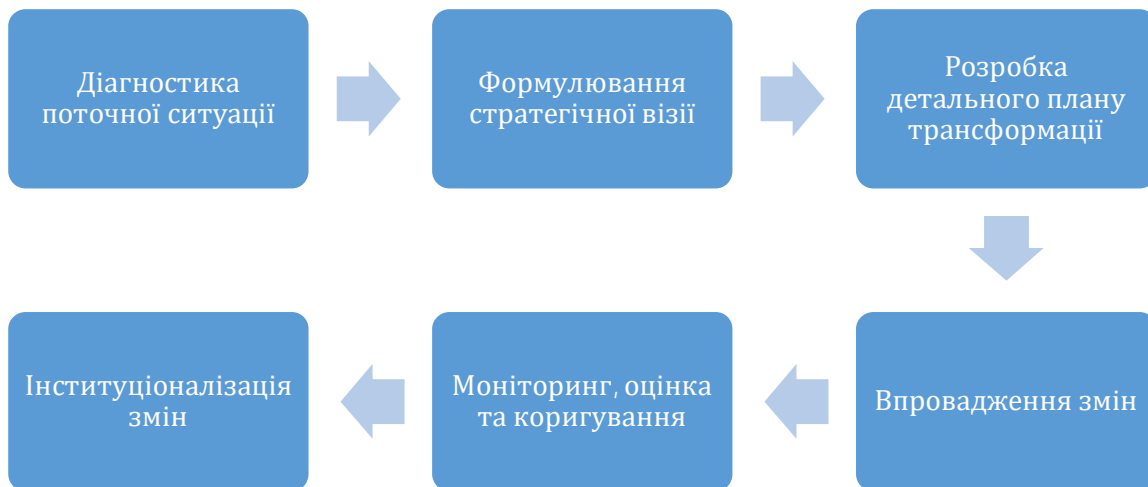 Діагностика
поточної ситуації
Формулювання
стратегічної візії
Розробка
детального плану
трансформації
Впровадження змін
Моніторинг, оцінка
та коригування
Інституціоналізація
змін